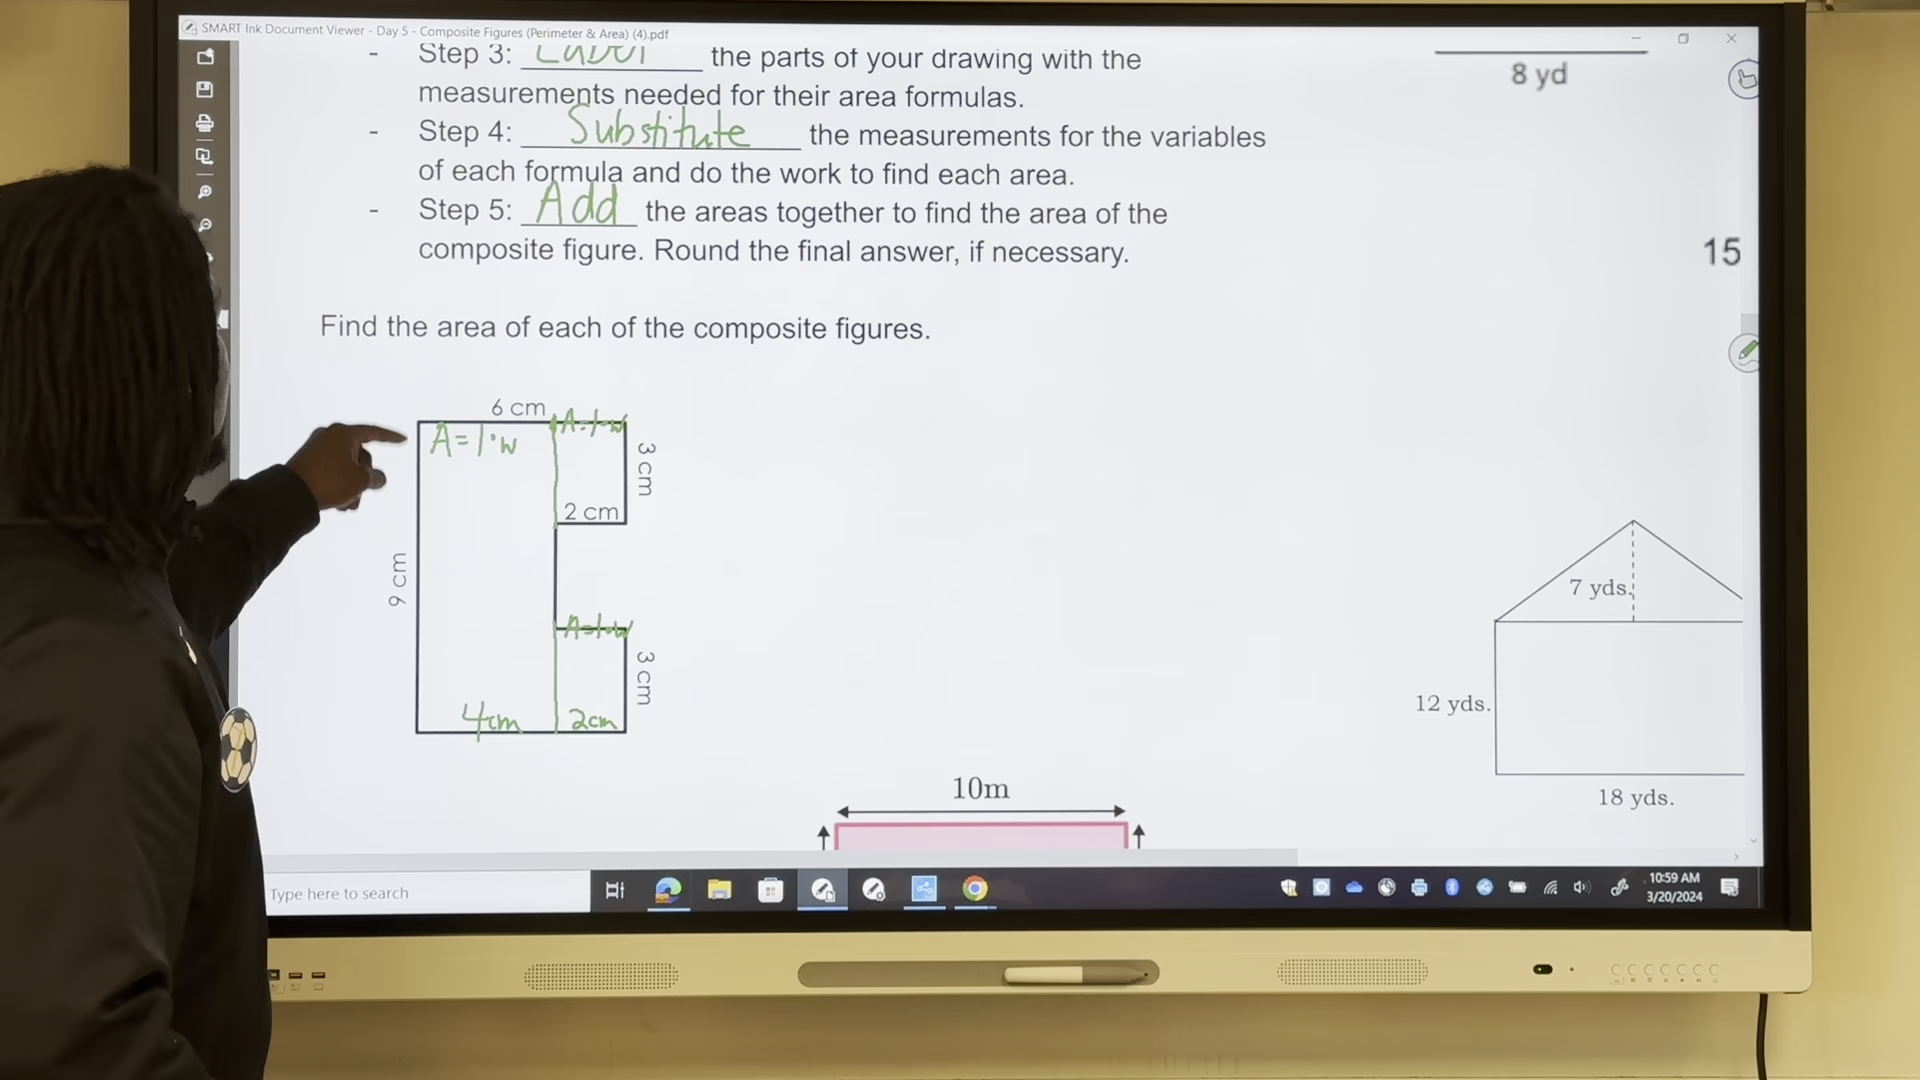 SMART Ink Document Viewer - Day 5 - Composite Figures (Perimeter & Area) (4).pdf
- Step 3: Label the parts of your drawing with the
measurements needed for their area formulas.
- Step 4: Substitute the measurements for the variables
of each formula and do the work to find each area.
- Step 5: Add the areas together to find the area of the
composite figure. Round the final answer, if necessary.
8 yd
15
Find the area of each of the composite figures.
6 cm
A=l·w
A=l·w
3 cm
2 cm
9 cm
A=l·w
3 cm
4cm
2cm
7 yds.
12 yds.
18 yds.
10m
Type here to search
10:59 AM
3/20/2024